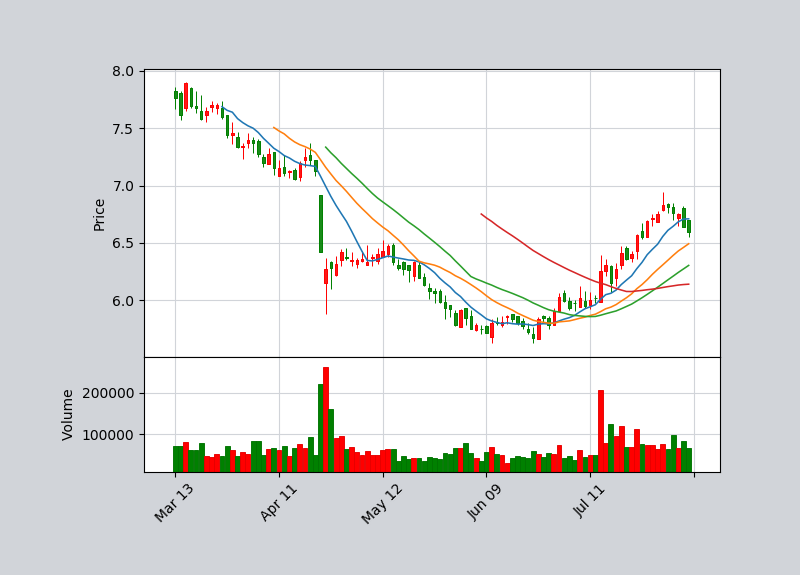 8.0
7.5
7.0
6.5
6.0
Price
200000
100000
Volume
Mar 13
Apr 11
May 12
Jun 09
Jul 11